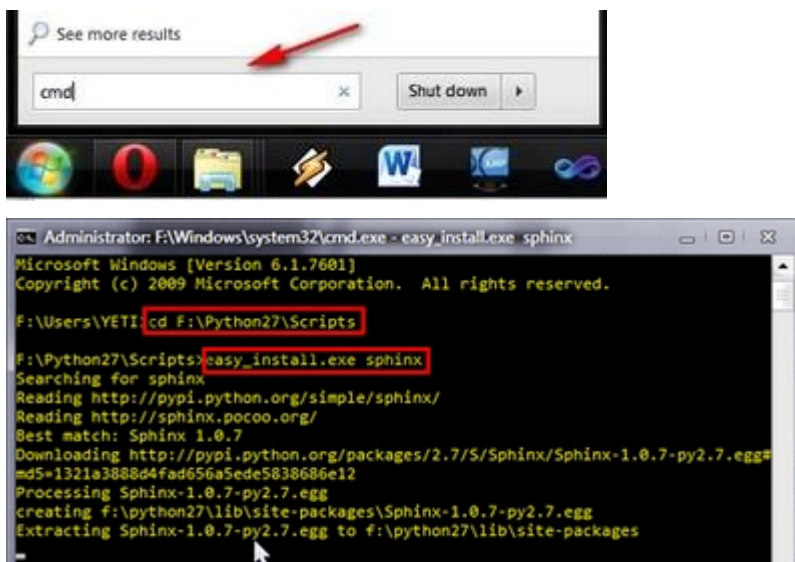 See more results
cmd
Shut down
W
Administrator: F:\Windows\system32\cmd.exe - easy_install.exe sphinx
Microsoft Windows [Version 6.1.7601]
Copyright (c) 2009 Microsoft Corporation. All rights reserved.
F:\Users\YETI>cd F:\Python27\Scripts
F:\Python27\Scripts>easy_install.exe sphinx
Searching for sphinx
Reading http://pypi.python.org/simple/sphinx/
Reading http://sphinx.pocoo.org/
Best match: Sphinx 1.0.7
Downloading http://pypi.python.org/packages/2.7/S/Sphinx/Sphinx-1.0.7-py2.7.egg#
md5=1321a3888d4fad656a5ede5838686e12
Processing Sphinx-1.0.7-py2.7.egg
creating f:\python27\lib\site-packages\Sphinx-1.0.7-py2.7.egg
Extracting Sphinx-1.0.7-py2.7.egg to f:\python27\lib\site-packages